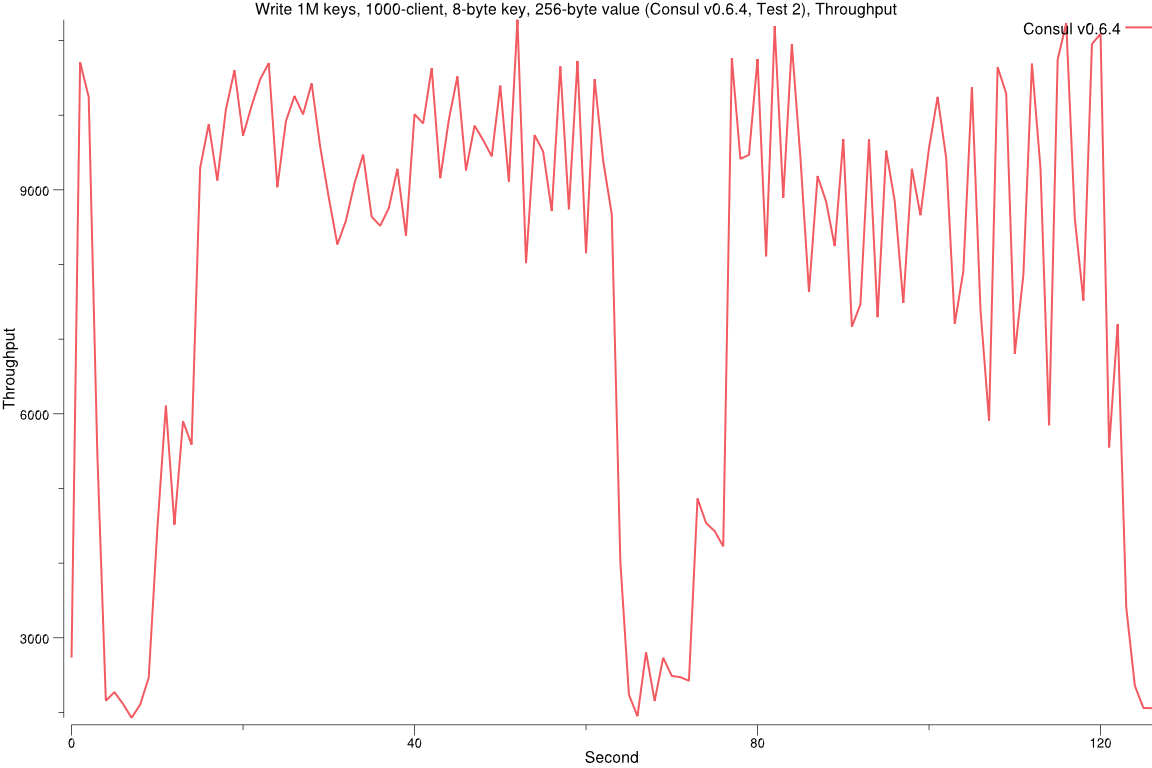 Write 1M keys, 1000-client, 8-byte key, 256-byte value (Consul v0.6.4, Test 2), Throughput
Consul v0.6.4
9000
6000
3000
Throughput
0
40
80
120
Second